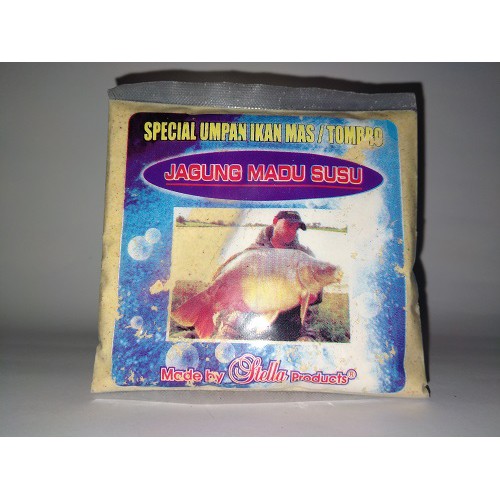 SPECIAL UMPAN IKAN MAS / TOMBRO
JAGUNG MADU SUSU
Made by Stella Products®